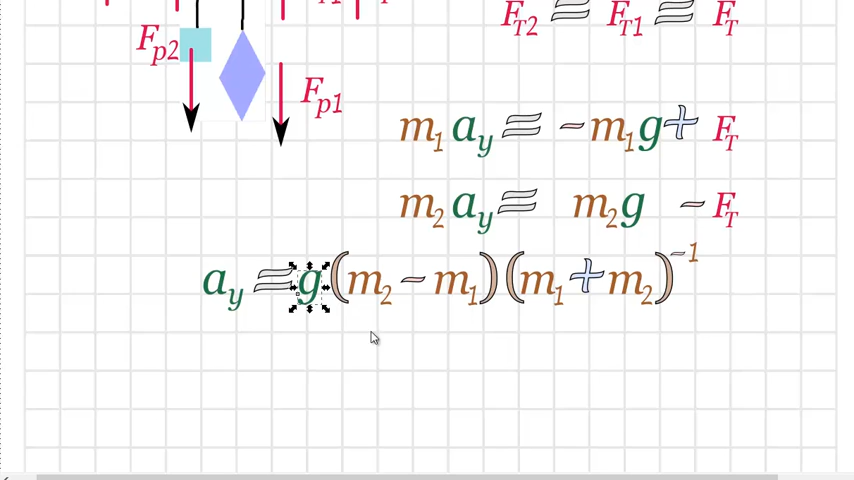 F_T2 ≡ F_T1 ≡ F_T
F_p2
F_p1
m_1 a_y ≡ -m_1 g + F_T
m_2 a_y ≡ m_2 g - F_T
a_y ≡ g(m_2 - m_1)(m_1 + m_2)^-1